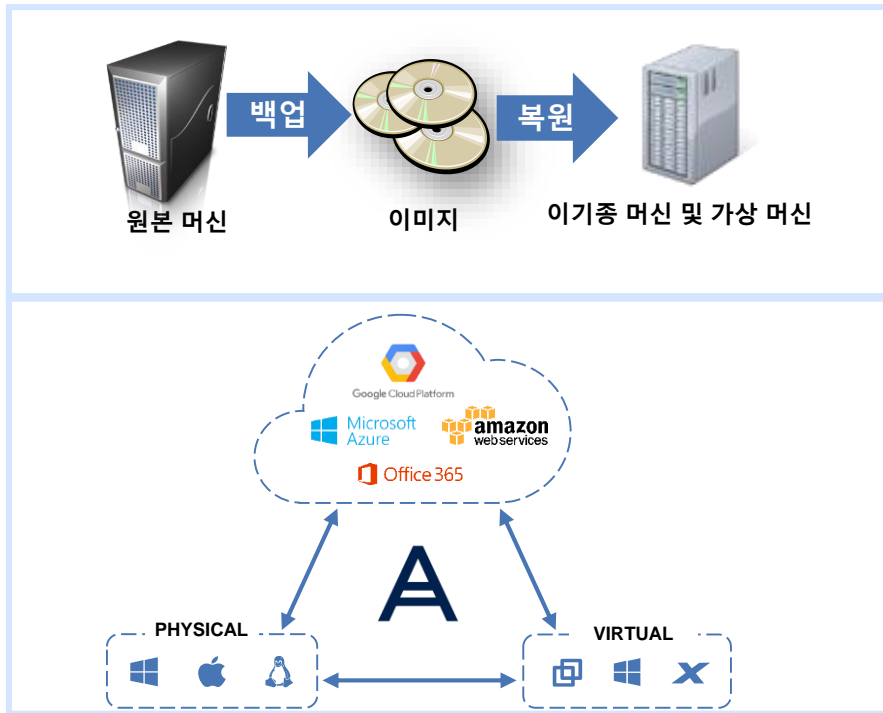 백업
복원
원본 머신
이미지
이기종 머신 및 가상 머신
Google Cloud Platform
Microsoft
Azure
amazon
webservices
Office 365
PHYSICAL
VIRTUAL